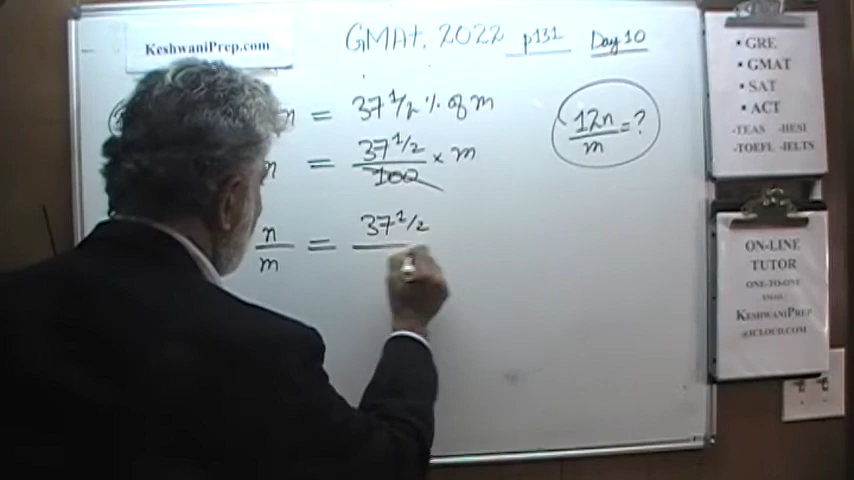 KeshwaniPrep.com
GMAt. 2022 p131 Day 10
n = 37 1/2 % of m
12n/m = ?
n = 37 1/2 / 100 × m
n/m = 37 1/2
• GRE
• GMAT
• SAT
• ACT
-TEAS -HESI
-TOEFL -IELTS
ON-LINE
TUTOR
ONE-TO-ONE
EMAIL:
KESHWANIPREP
@ICLOUD.COM